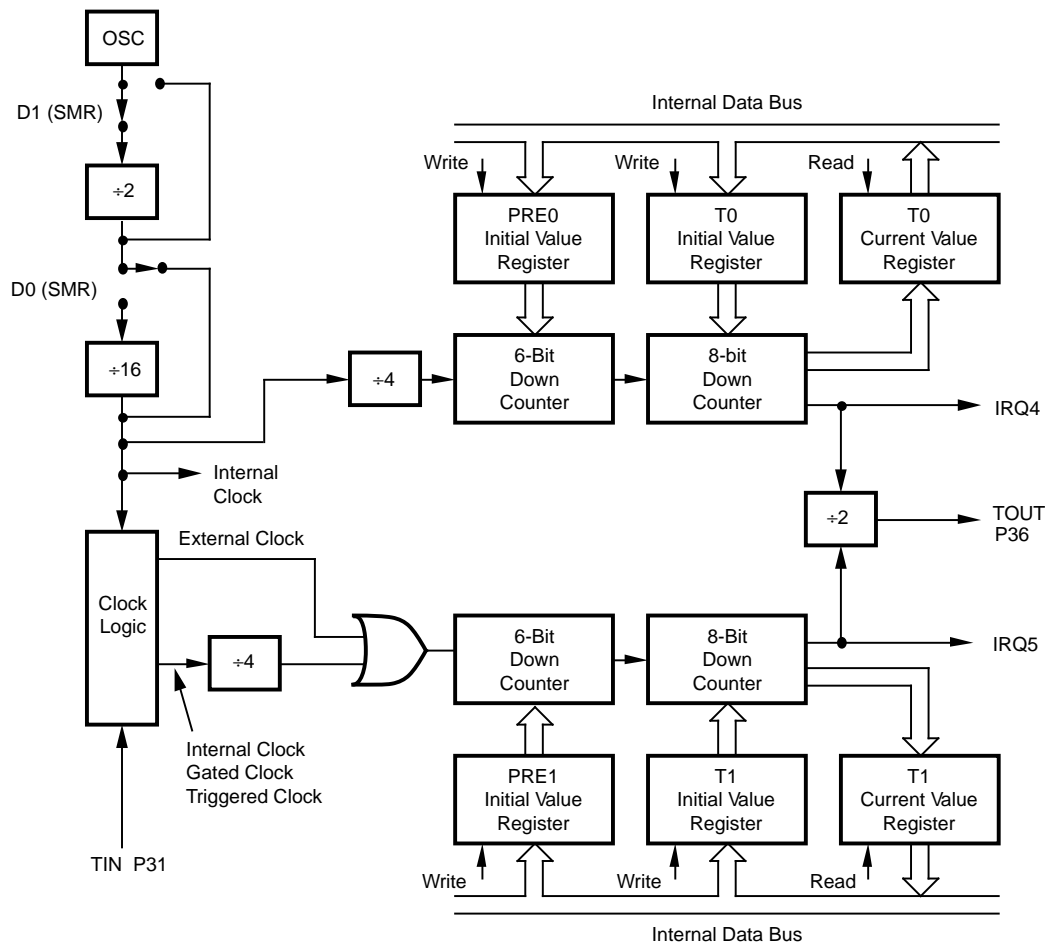 OSC
D1 (SMR)
÷2
D0 (SMR)
÷16
Internal Data Bus
Write
Write
Read
PRE0
Initial Value
Register
T0
Initial Value
Register
T0
Current Value
Register
÷4
6-Bit
Down
Counter
8-bit
Down
Counter
IRQ4
Internal
Clock
÷2
TOUT
P36
External Clock
Clock
Logic
÷4
6-Bit
Down
Counter
8-Bit
Down
Counter
IRQ5
Internal Clock
Gated Clock
Triggered Clock
PRE1
Initial Value
Register
T1
Initial Value
Register
T1
Current Value
Register
TIN P31
Write
Write
Read
Internal Data Bus